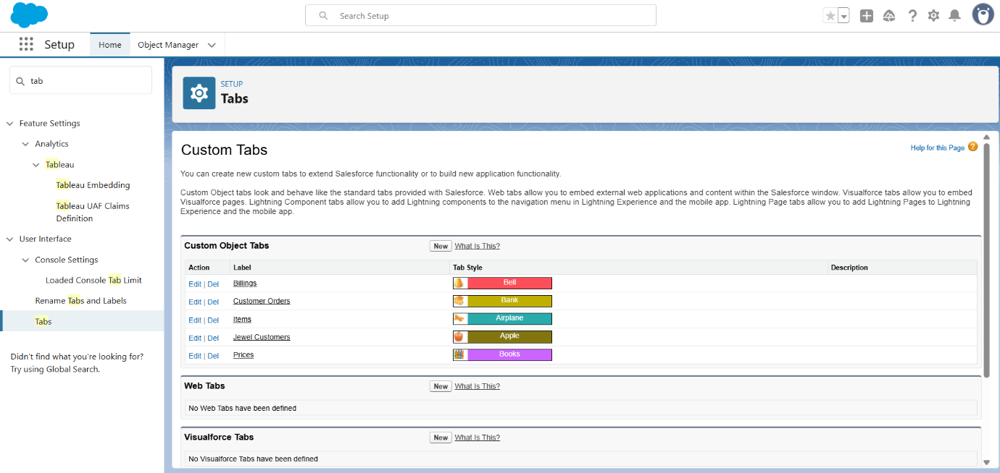 Search Setup
Setup
Home
Object Manager
tab
Feature Settings
Analytics
Tableau
Tableau Embedding
Tableau UAF Claims
Definition
User Interface
Console Settings
Loaded Console Tab Limit
Rename Tabs and Labels
Tabs
Didn't find what you're looking for?
Try using Global Search.
SETUP
Tabs
Custom Tabs
Help for this Page
You can create new custom tabs to extend Salesforce functionality or to build new application functionality.
Custom Object tabs look and behave like the standard tabs provided with Salesforce. Web tabs allow you to embed external web applications and content within the Salesforce window. Visualforce tabs allow you to embed
Visualforce pages. Lightning Component tabs allow you to add Lightning components to the navigation menu in Lightning Experience and the mobile app. Lightning Page tabs allow you to add Lightning Pages to Lightning
Experience and the mobile app.
Custom Object Tabs New What Is This?
Action Label Tab Style Description
Edit | Del Billings Bell
Edit | Del Customer Orders Bank
Edit | Del Items Airplane
Edit | Del Jewel Customers Apple
Edit | Del Prices Books
Web Tabs New What Is This?
No Web Tabs have been defined
Visualforce Tabs New What Is This?
No Visualforce Tabs have been defined